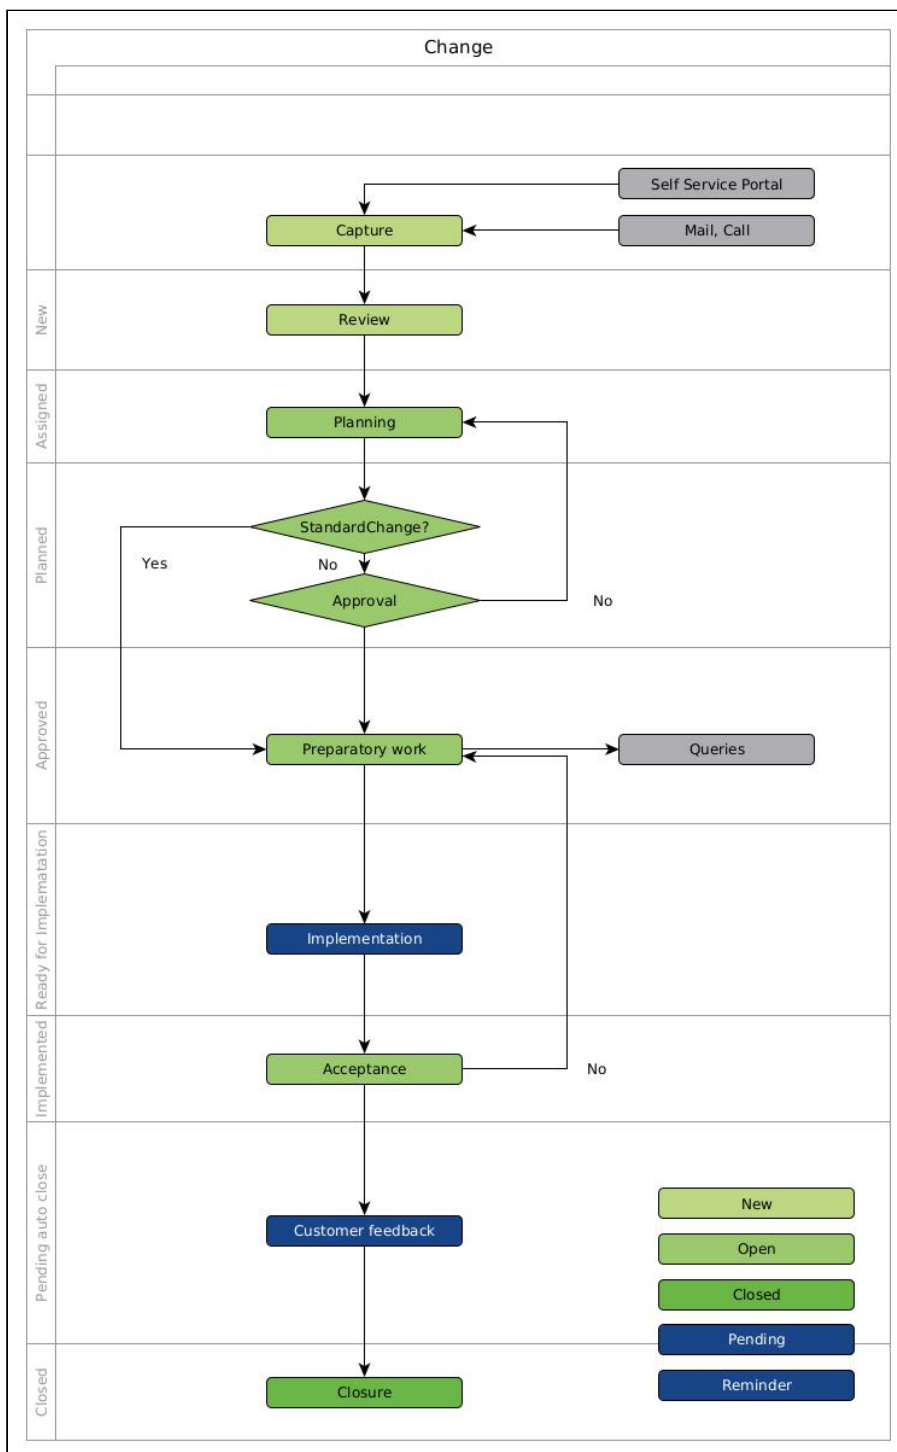 Change
Self Service Portal
Capture
Mail, Call
New
Review
Assigned
Planning
Planned
StandardChange?
Yes
No
Approval
No
Approved
Preparatory work
Queries
Ready for Implematation
Implementation
Implemented
Acceptance
No
Pending auto close
Customer feedback
New
Open
Closed
Pending
Reminder
Closed
Closure